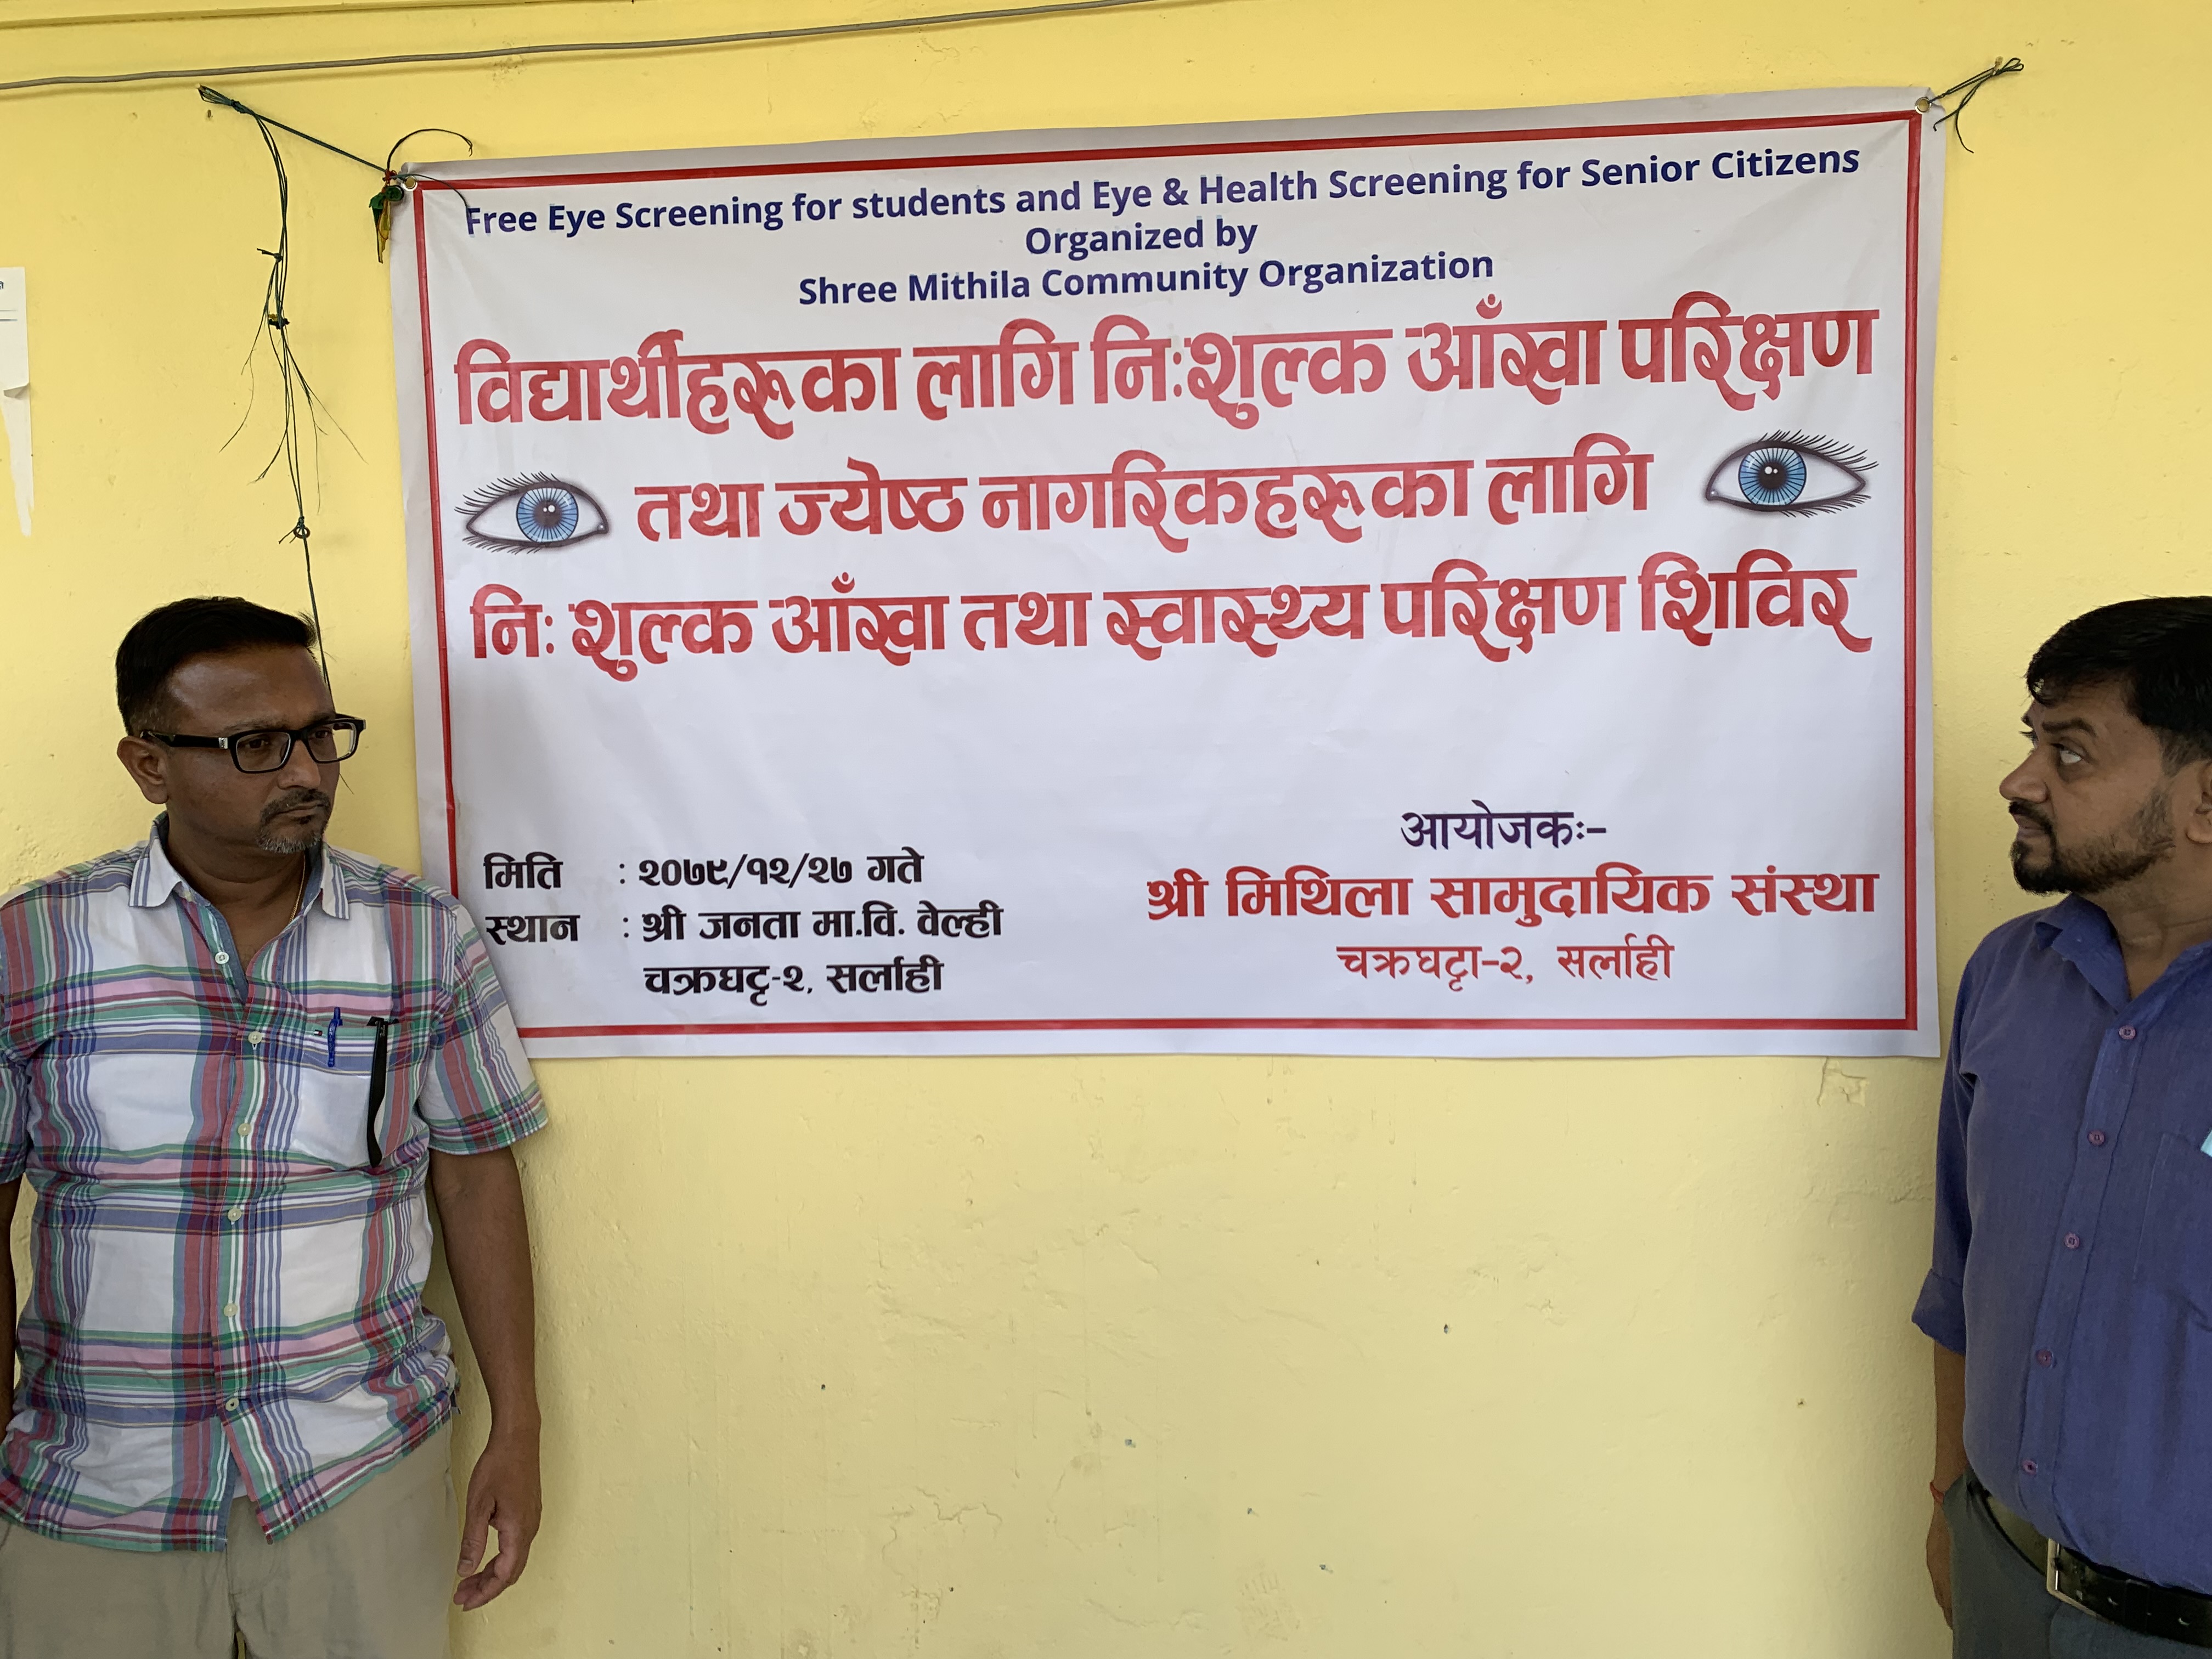 Free Eye Screening for students and Eye & Health Screening for Senior Citizens
Organized by
Shree Mithila Community Organization
विद्यार्थीहरूका लागि निःशुल्क आँखा परिक्षण
तथा ज्येष्ठ नागरिकहरूका लागि
निः शुल्क आँखा तथा स्वास्थ्य परिक्षण शिविर
मिति : २०७९/१२/२७ गते
स्थान : श्री जनता मा.वि. वेल्ही
चक्रघट्ट-२, सर्लाही
आयोजकः-
श्री मिथिला सामुदायिक संस्था
चक्रघट्टा-२, सर्लाही